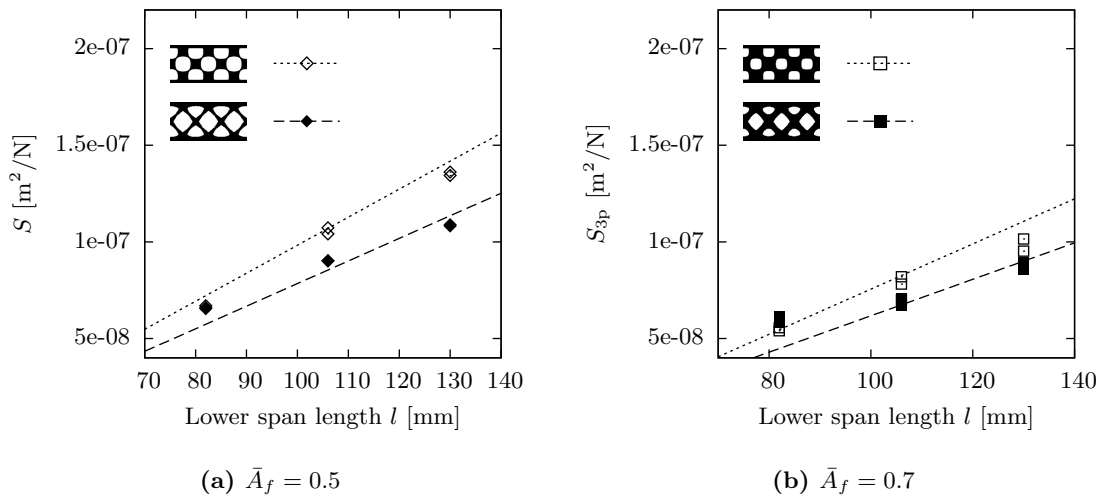 2e-07
1.5e-07
1e-07
5e-08
S [m²/N]
70 80 90 100 110 120 130 140
Lower span length l [mm]
(a) Ā_f = 0.5
2e-07
1.5e-07
1e-07
5e-08
S_3p [m²/N]
80 100 120 140
Lower span length l [mm]
(b) Ā_f = 0.7